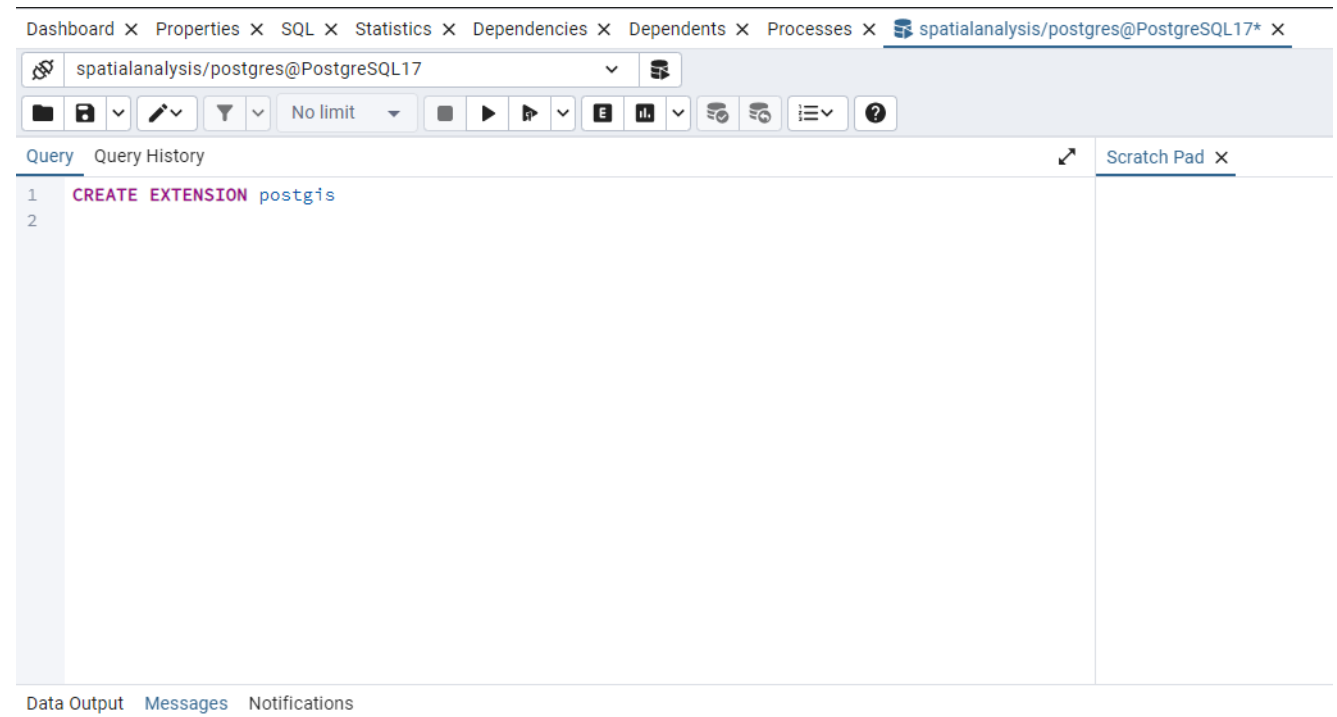 Dashboard Properties SQL Statistics Dependencies Dependents Processes spatialanalysis/postgres@PostgreSQL17*
spatialanalysis/postgres@PostgreSQL17
No limit E
Query Query History Scratch Pad
1 CREATE EXTENSION postgis
2
Data Output Messages Notifications